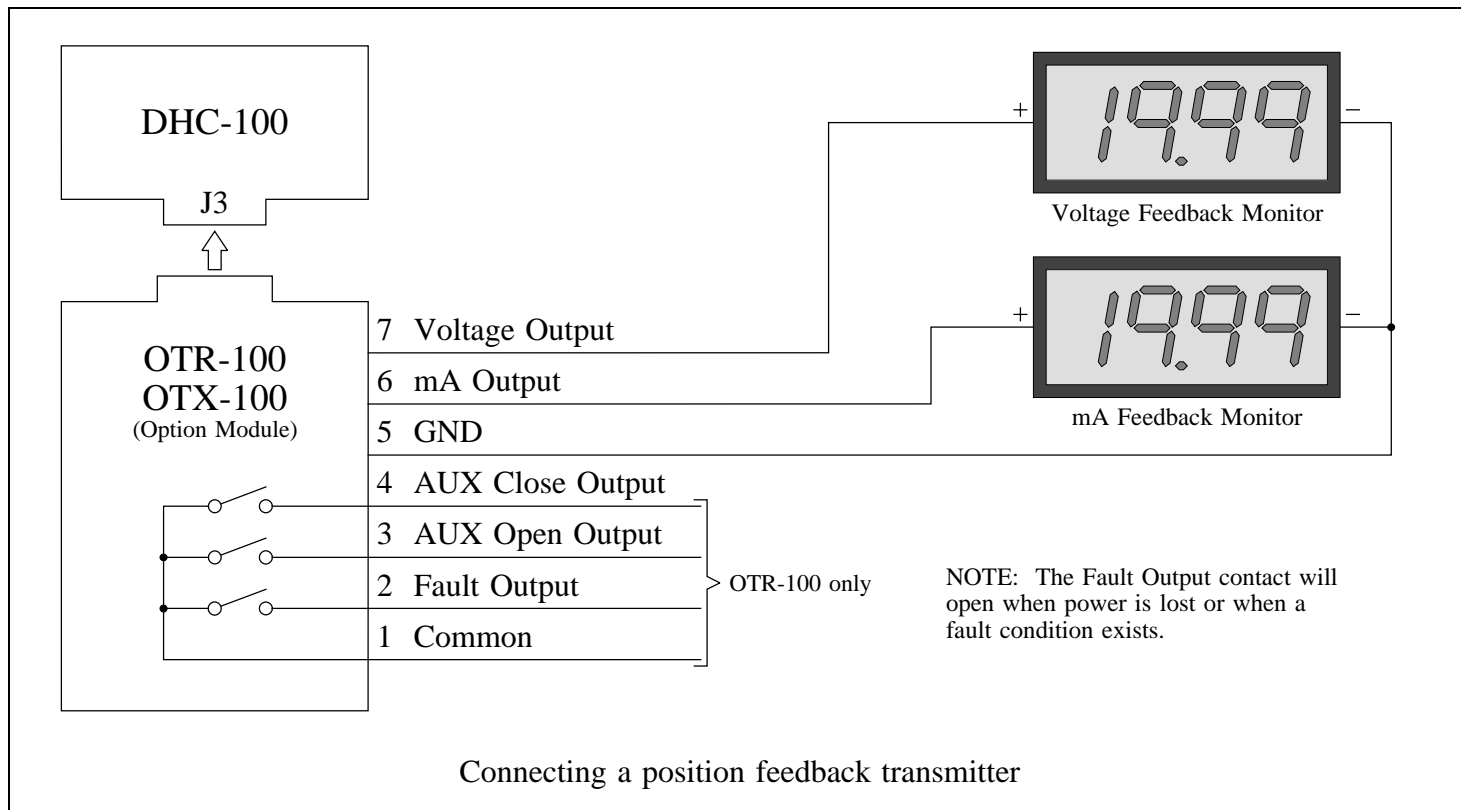 DHC-100
J3
+
19.99
−
Voltage Feedback Monitor
+
19.99
−
mA Feedback Monitor
OTR-100
OTX-100
(Option Module)
7 Voltage Output
6 mA Output
5 GND
4 AUX Close Output
3 AUX Open Output
2 Fault Output
1 Common
OTR-100 only
NOTE: The Fault Output contact will
open when power is lost or when a
fault condition exists.
Connecting a position feedback transmitter